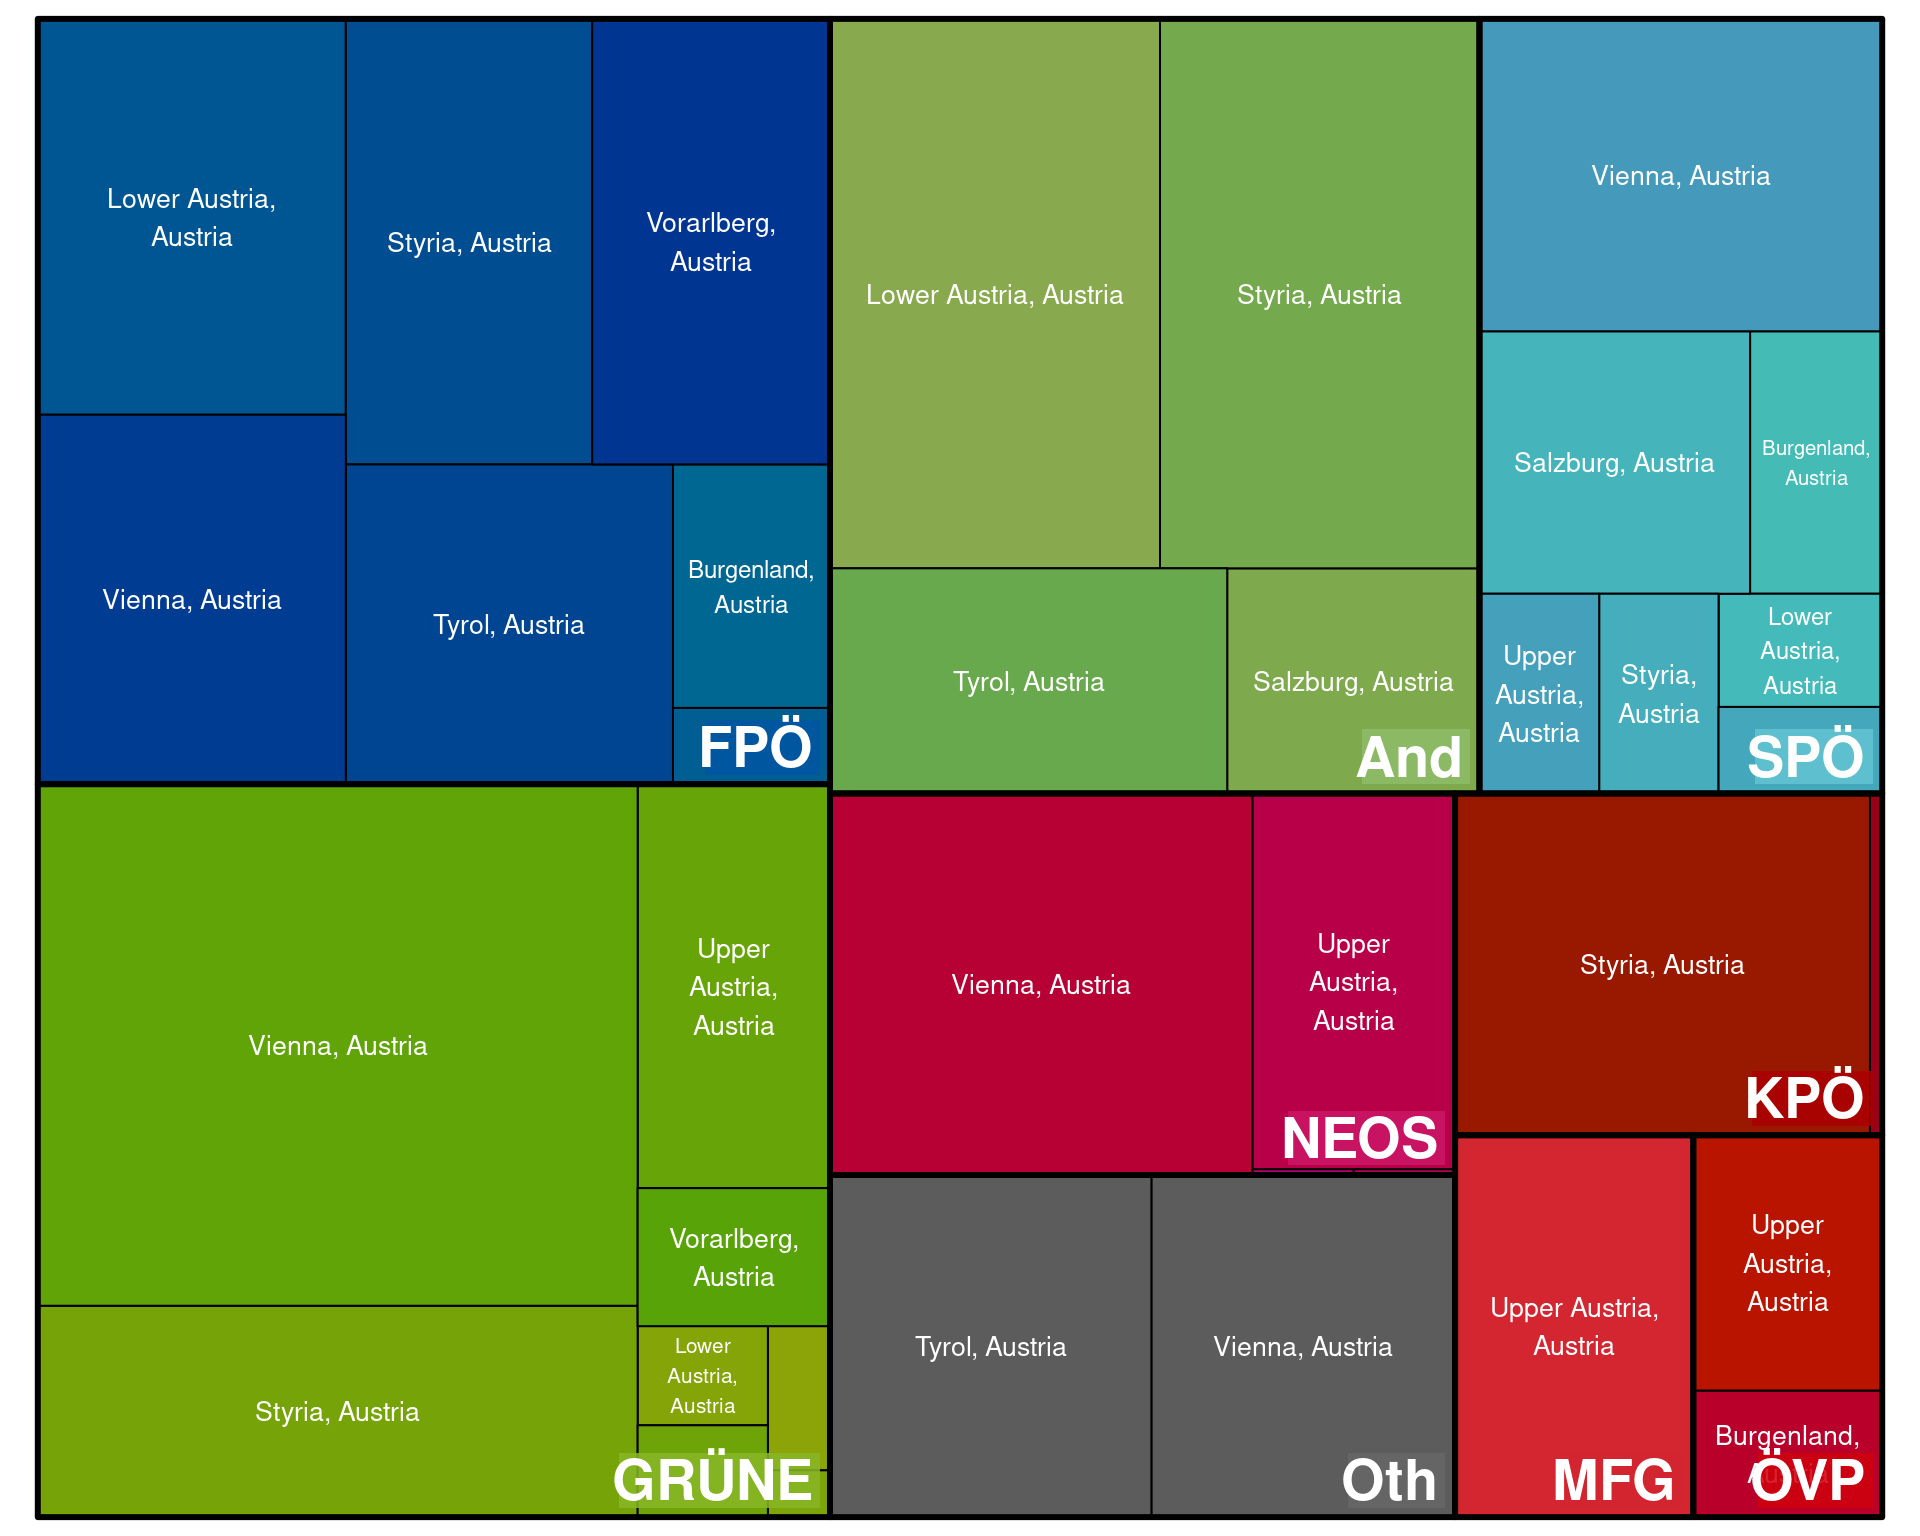 Lower Austria,
Austria
Styria, Austria
Vorarlberg,
Austria
Vienna, Austria
Tyrol, Austria
Burgenland,
Austria
FPÖ
Lower Austria, Austria
Styria, Austria
Tyrol, Austria
Salzburg, Austria
And
Vienna, Austria
Salzburg, Austria
Burgenland,
Austria
Upper
Austria,
Austria
Styria,
Austria
Lower
Austria,
Austria
SPÖ
Vienna, Austria
Upper
Austria,
Austria
Vorarlberg,
Austria
Styria, Austria
Lower
Austria,
Austria
GRÜNE
Vienna, Austria
Upper
Austria,
Austria
NEOS
Styria, Austria
KPÖ
Tyrol, Austria
Vienna, Austria
Oth
Upper Austria,
Austria
MFG
Upper
Austria,
Austria
Burgenland,
ÖVP